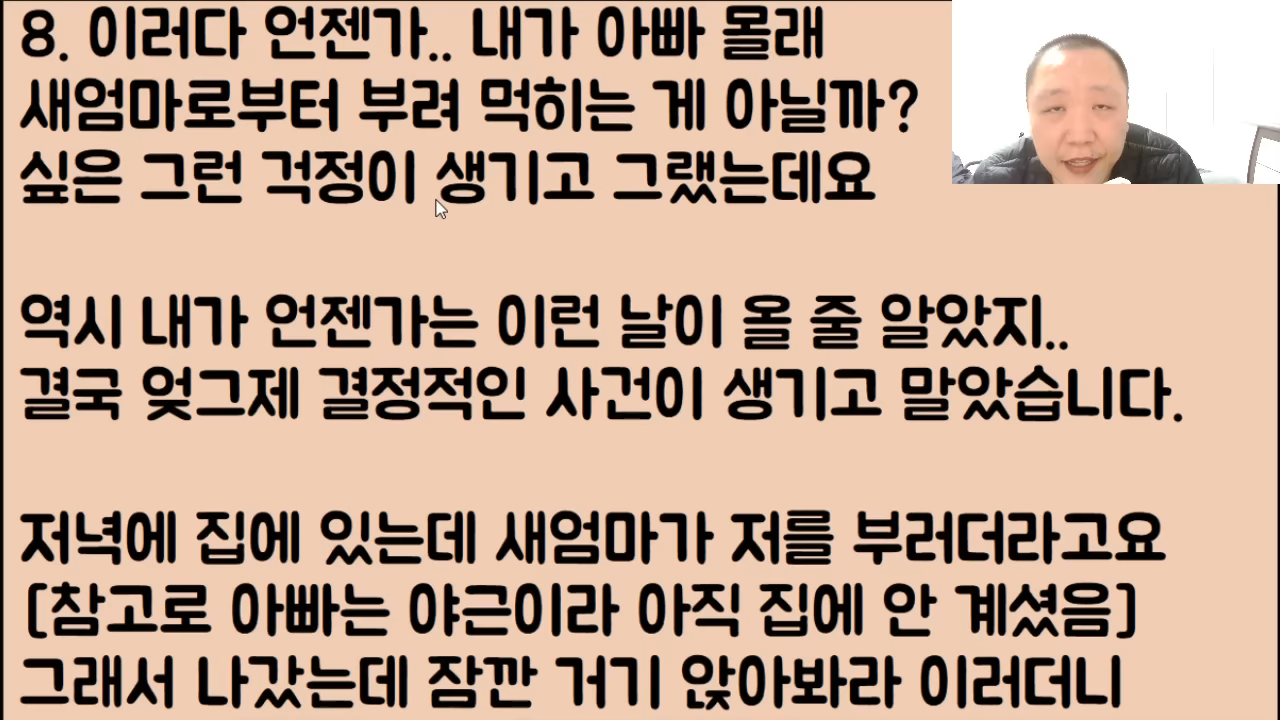 8. 이러다 언젠가.. 내가 아빠 몰래
새엄마로부터 부려 먹히는 게 아닐까?
싶은 그런 걱정이 생기고 그랬는데요
역시 내가 언젠가는 이런 날이 올 줄 알았지..
결국 엊그제 결정적인 사건이 생기고 말았습니다.
저녁에 집에 있는데 새엄마가 저를 부러더라고요
[참고로 아빠는 야근이라 아직 집에 안 계셨음]
그래서 나갔는데 잠깐 거기 앉아봐라 이러더니